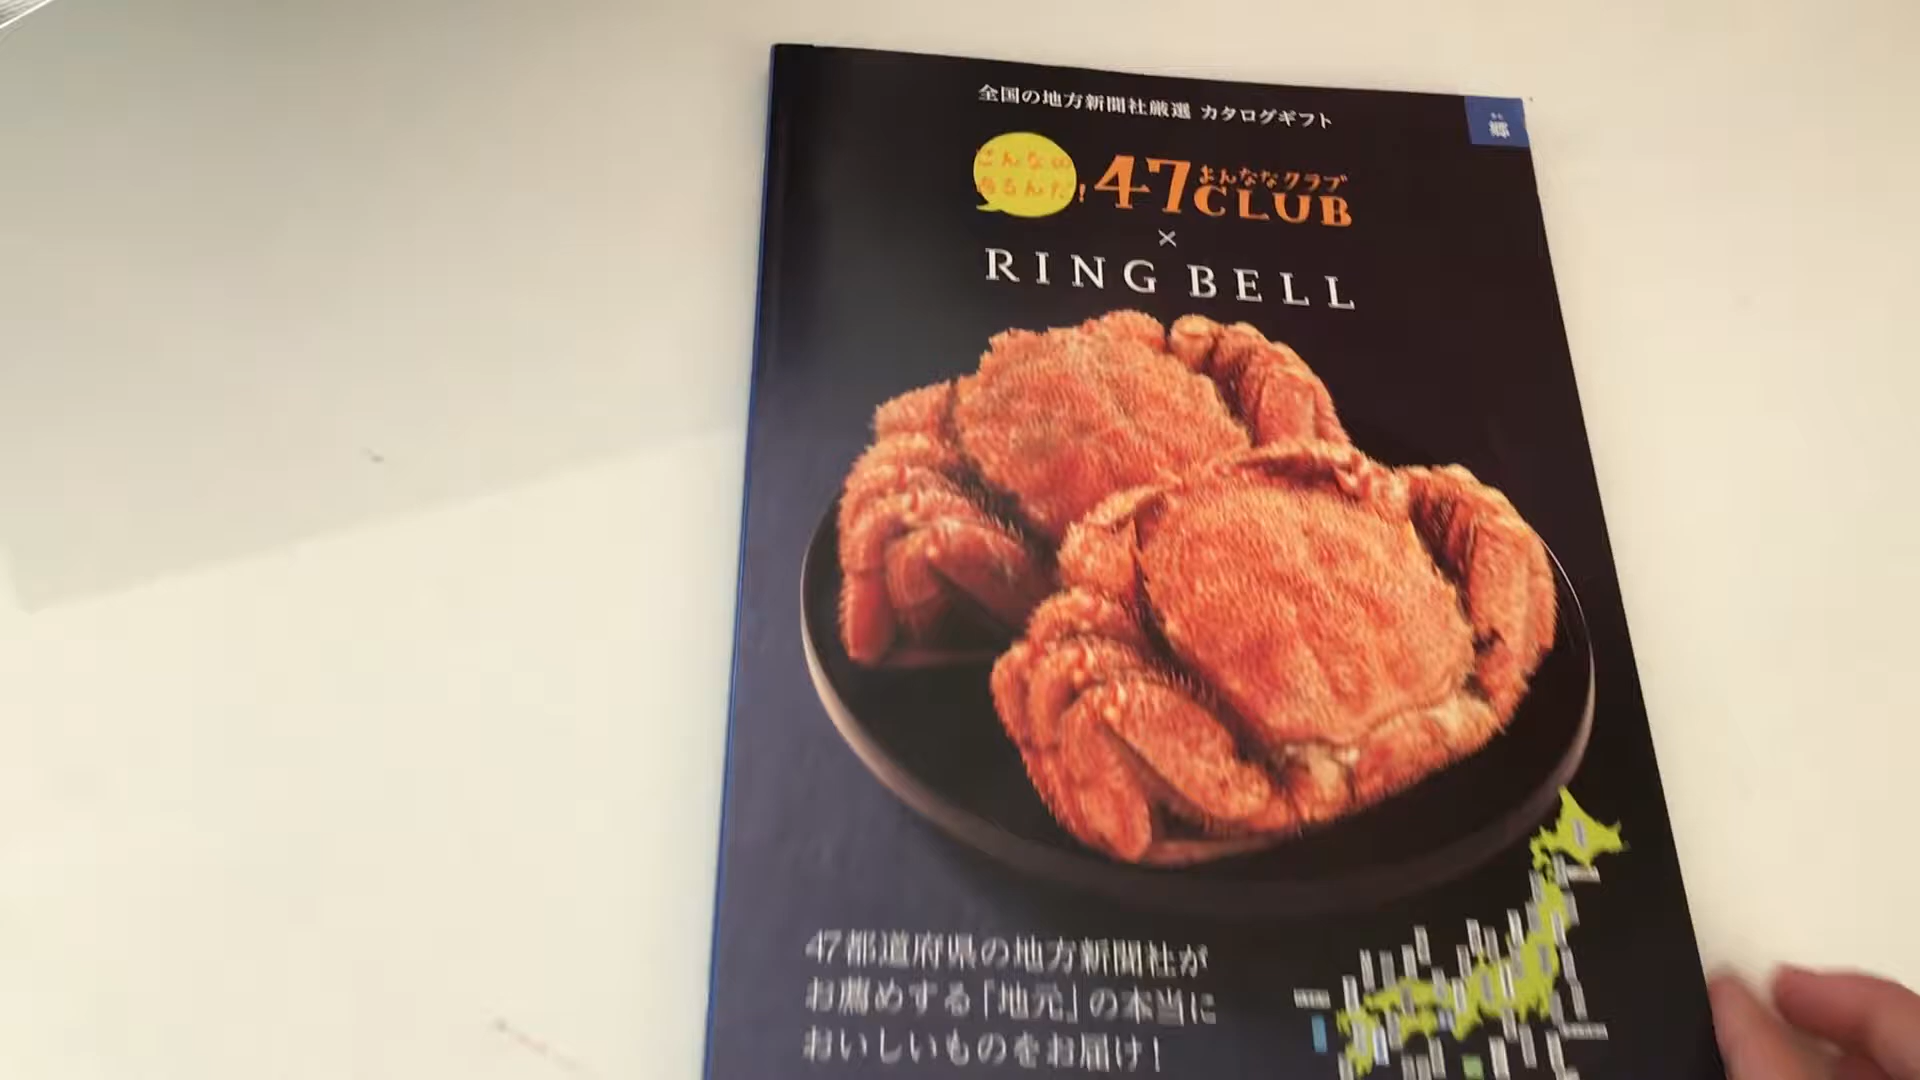 全国の地方新聞社厳選 カタログギフト
郷
こんなの
あるんだ!
47CLUB
よんななクラブ
×
RING BELL
47都道府県の地方新聞社が
お薦めする「地元」の本当に
おいしいものをお届け!